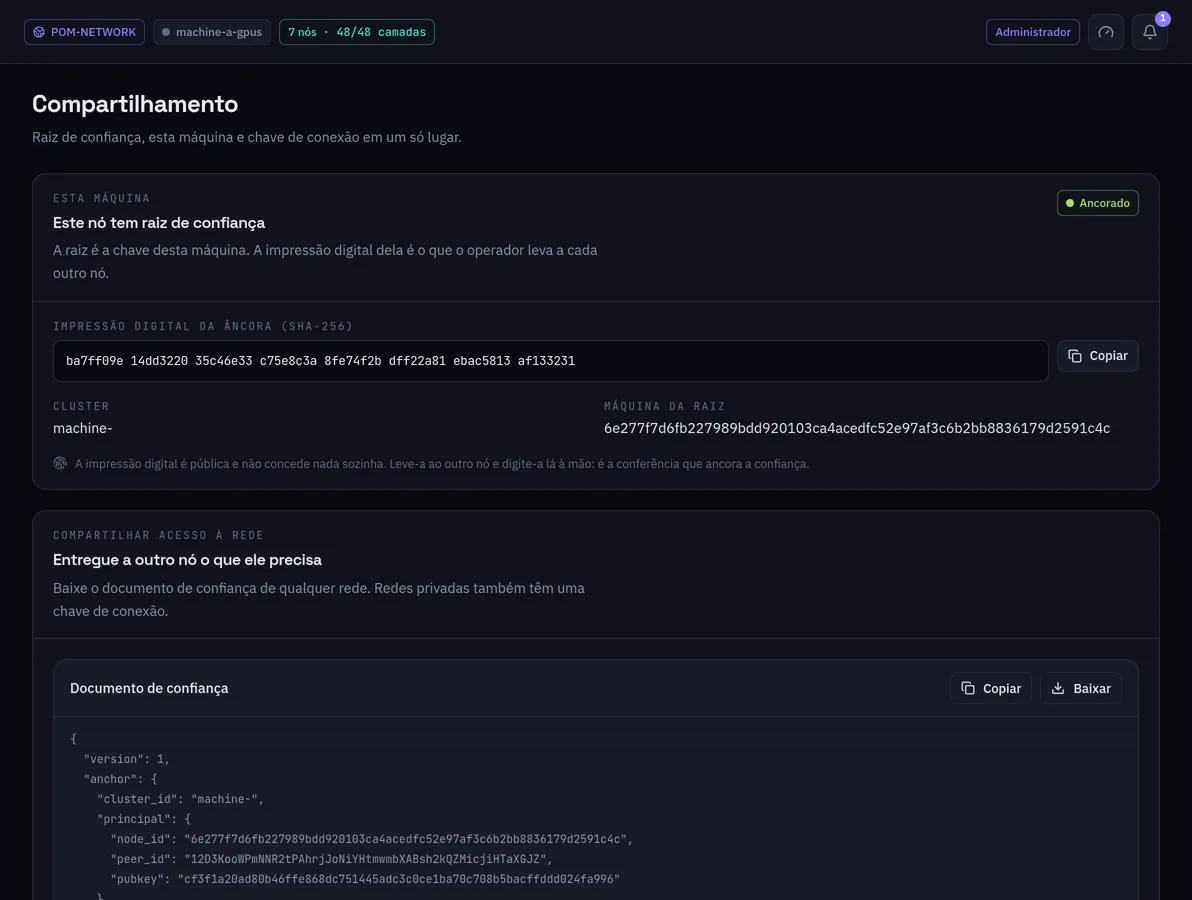 POM-NETWORK
machine-a-gpus
7 nós · 48/48 camadas
Administrador
1
Compartilhamento
Raiz de confiança, esta máquina e chave de conexão em um só lugar.
ESTA MÁQUINA
Este nó tem raiz de confiança
Ancorado
A raiz é a chave desta máquina. A impressão digital dela é o que o operador leva a cada
outro nó.
IMPRESSÃO DIGITAL DA ÂNCORA (SHA-256)
ba7ff09e 14dd3220 35c46e33 c75e8c3a 8fe74f2b dff22a81 ebac5813 af133231
Copiar
CLUSTER
machine-
MÁQUINA DA RAIZ
6e277f7d6fb227989bdd920103ca4acedfc52e97af3c6b2bb8836179d2591c4c
A impressão digital é pública e não concede nada sozinha. Leve-a ao outro nó e digite-a lá à mão: é a conferência que ancora a confiança.
COMPARTILHAR ACESSO À REDE
Entregue a outro nó o que ele precisa
Baixe o documento de confiança de qualquer rede. Redes privadas também têm uma
chave de conexão.
Documento de confiança
Copiar
Baixar
{
"version": 1,
"anchor": {
"cluster_id": "machine-",
"principal": {
"node_id": "6e277f7d6fb227989bdd920103ca4acedfc52e97af3c6b2bb8836179d2591c4c",
"peer_id": "12D3KooWPmNNR2tPAhrjJoNiYHtmwmbXABsh2kQZMicjiHTaXGJZ",
"pubkey": "cf3f1a20ad80b46ffe868dc751445adc3c0ce1ba70c708b5bacffddd024fa996"
}